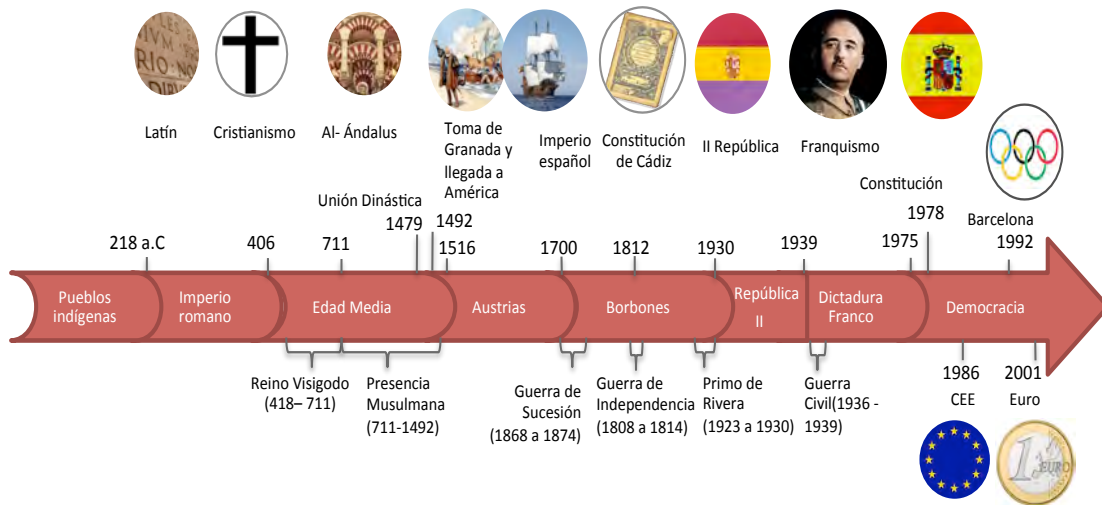 Latín
Cristianismo
Al- Ándalus
Toma de
Granada y
llegada a
América
Imperio
español
Constitución
de Cádiz
II República
Franquismo
Unión Dinástica
Constitución
Barcelona
218 a.C
406
711
1479
1492
1516
1700
1812
1930
1939
1975
1978
1992
Pueblos
indígenas
Imperio
romano
Edad Media
Austrias
Borbones
República
II
Dictadura
Franco
Democracia
Reino Visigodo
(418– 711)
Presencia
Musulmana
(711-1492)
Guerra de
Sucesión
(1868 a 1874)
Guerra de
Independencia
(1808 a 1814)
Primo de
Rivera
(1923 a 1930)
Guerra
Civil(1936 -
1939)
1986
CEE
2001
Euro
1
EURO